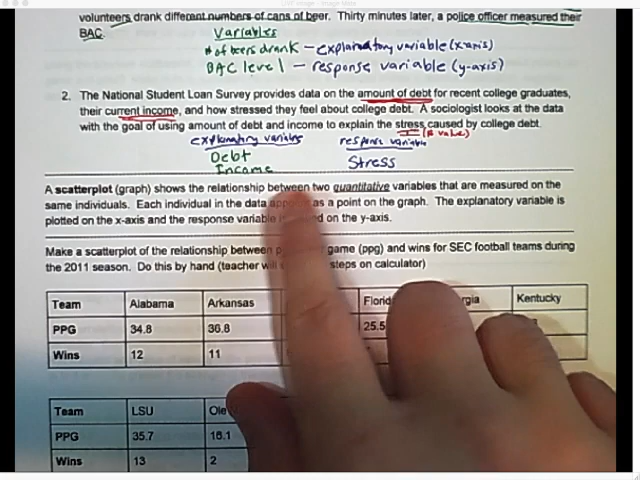 volunteers drank different numbers of cans of beer. Thirty minutes later, a police officer measured their
BAC.
Variables
# of beers drank - explanatory variable (x-axis)
BAC level - response variable (y-axis)
2. The National Student Loan Survey provides data on the amount of debt for recent college graduates,
their current income, and how stressed they feel about college debt. A sociologist looks at the data
with the goal of using amount of debt and income to explain the stress caused by college debt.
(# value)
explanatory variables response variable
Debt Stress
Income
A scatterplot (graph) shows the relationship between two quantitative variables that are measured on the
same individuals. Each individual in the data as a point on the graph. The explanatory variable is
plotted on the x-axis and the response variable on the y-axis.
Make a scatterplot of the relationship between game (ppg) and wins for SEC football teams during
the 2011 season. Do this by hand (teacher will steps on calculator)
Team Alabama Arkansas Kentucky
PPG 34.8 36.8 25.5
Wins 12 11
Team LSU Ole
PPG 35.7 16.1
Wins 13 2